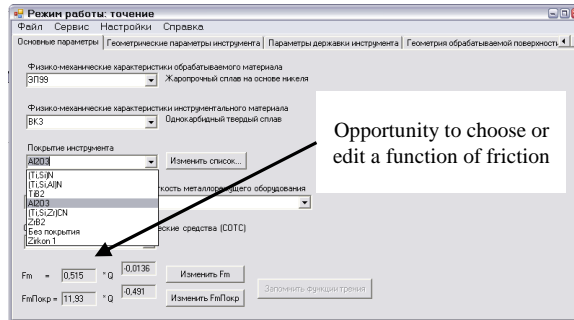 Режим работы: точение
Файл Сервис Настройки Справка
Основные параметры Геометрические параметры инструмента Параметры державки инструмента Геометрия обрабатываемой поверхности
Физико-механические характеристики обрабатываемого материала
ЭП99 Жаропрочный сплав на основе никеля
Физико-механические характеристики инструментального материала
ВК3 Однокарбидный твердый сплав
Opportunity to choose or
edit a function of friction
Покрытие инструмента
Al2O3 Изменить список...
(Ti,Si)N
(Ti,Si,Al)N
TiB2
Al2O3
(Ti,Si,Zr)CN
ZrB2
Без покрытия
Zirkon 1
металлорежущего оборудования
средства (СОТС)
Fm = 0,515 * Q -0,0136 Изменить Fm
FmПокр = 11,93 * Q -0,491 Изменить FmПокр
Запомнить функции трения